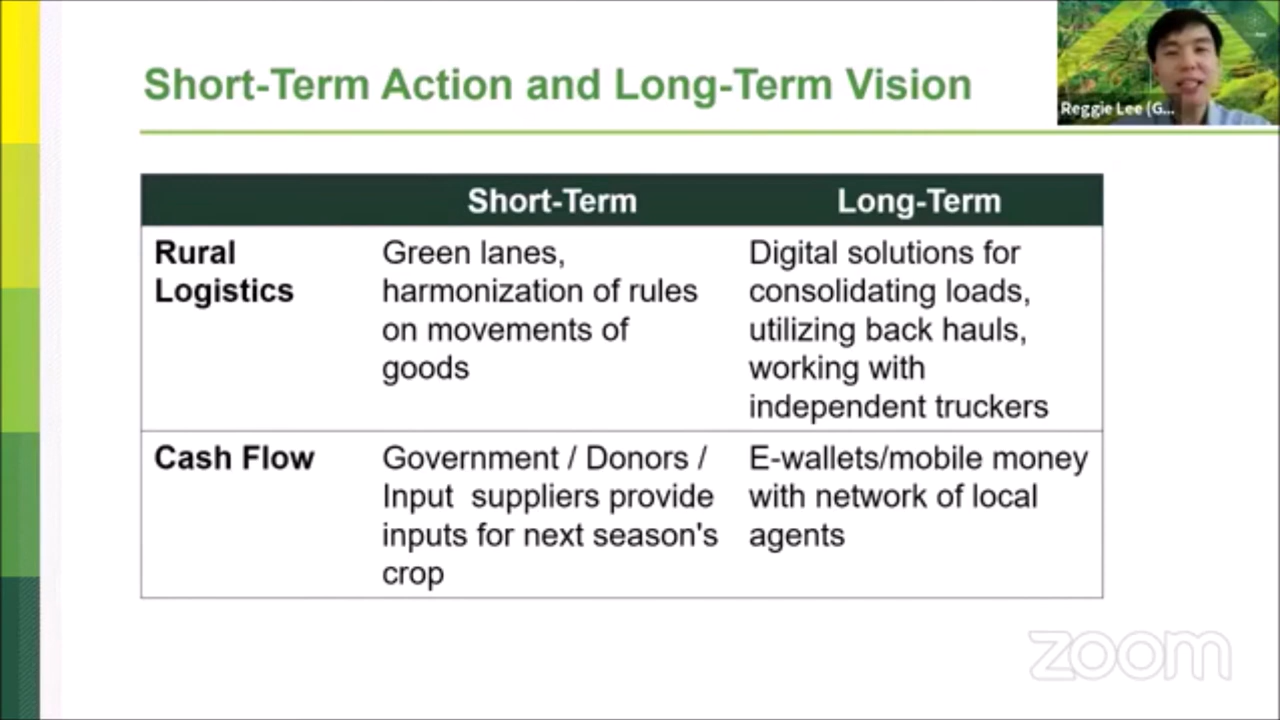 Short-Term Action and Long-Term Vision
Reggie Lee (G...
Short-Term
Long-Term
Rural
Logistics
Green lanes,
harmonization of rules
on movements of
goods
Digital solutions for
consolidating loads,
utilizing back hauls,
working with
independent truckers
Cash Flow
Government / Donors /
Input suppliers provide
inputs for next season's
crop
E-wallets/mobile money
with network of local
agents
zoom